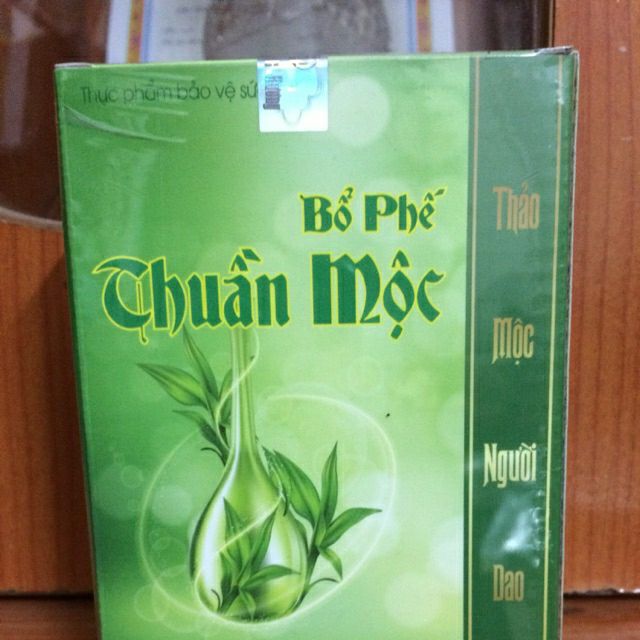 Thực phẩm bảo vệ sứ
Bổ Phế
Thuần Mộc
Thảo
Mộc
Người
Dao